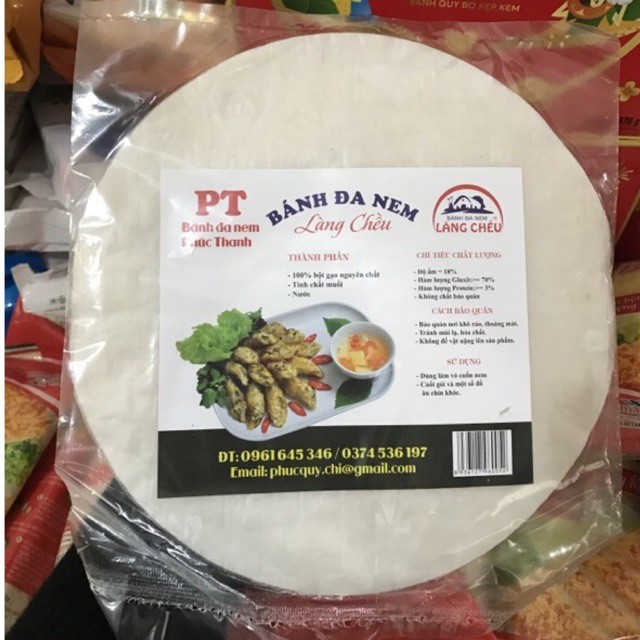 BÁNH QUY BƠ KẸP KEM
PT
Bánh đa nem
Phúc Thanh
BÁNH ĐA NEM
Làng Chều
BÁNH ĐA NEM
LÀNG CHỀU
THÀNH PHẦN
- 100% bột gạo nguyên chất
- Tinh chất muối
- Nước
CHỈ TIÊU CHẤT LƯỢNG
- Độ ẩm = 18%
- Hàm lượng Gluxit:>= 70%
- Hàm lượng Protein:>= 3%
- Không chất bảo quản
CÁCH BẢO QUẢN
- Bảo quản nơi khô ráo, thoáng mát.
- Tránh mùi lạ, hóa chất.
- Không để vật nặng lên sản phẩm.
SỬ DỤNG
- Dùng làm vỏ cuốn nem
- Cuối gói và một số đồ
ăn chín khác.
ĐT: 0961 645 346 / 0374 536 197
Email: phucquy.chi@gmail.com